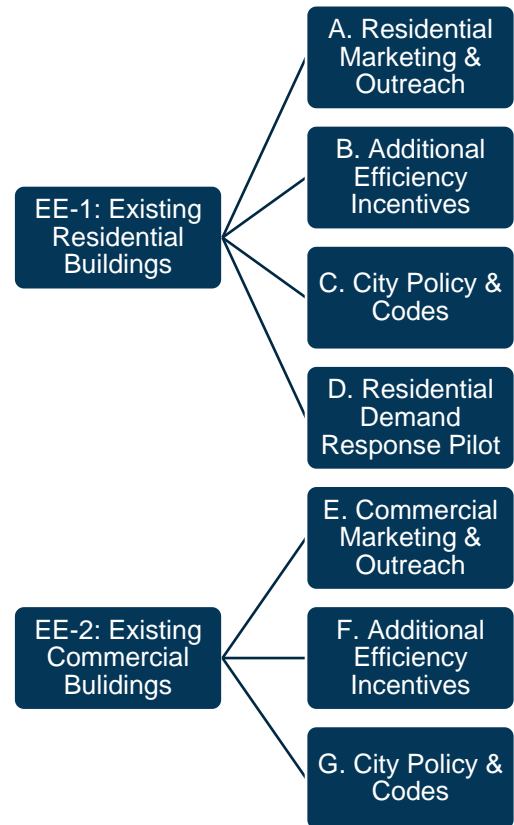 EE-1: Existing
Residential
Buildings
A. Residential
Marketing &
Outreach
B. Additional
Efficiency
Incentives
C. City Policy &
Codes
D. Residential
Demand
Response Pilot
EE-2: Existing
Commercial
Bulidings
E. Commercial
Marketing &
Outreach
F. Additional
Efficiency
Incentives
G. City Policy &
Codes